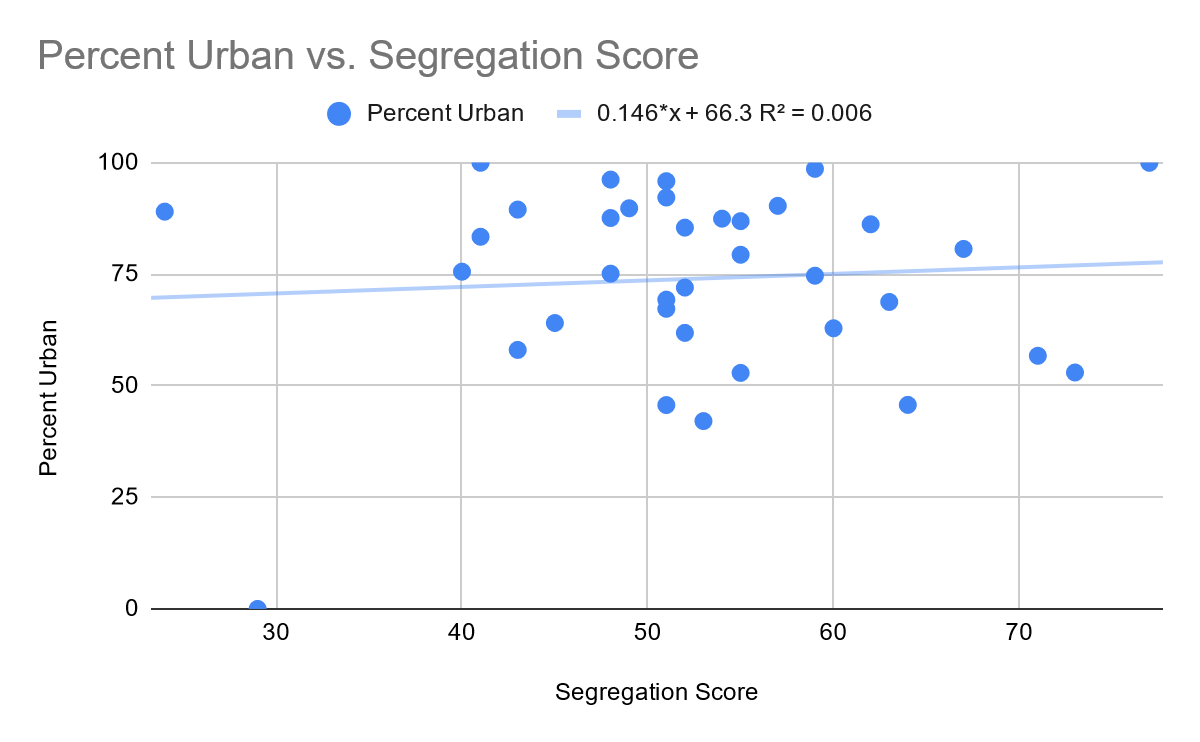 Percent Urban vs. Segregation Score
Percent Urban
0.146*x + 66.3 R² = 0.006
100
75
50
25
0
Percent Urban
30
40
50
60
70
Segregation Score